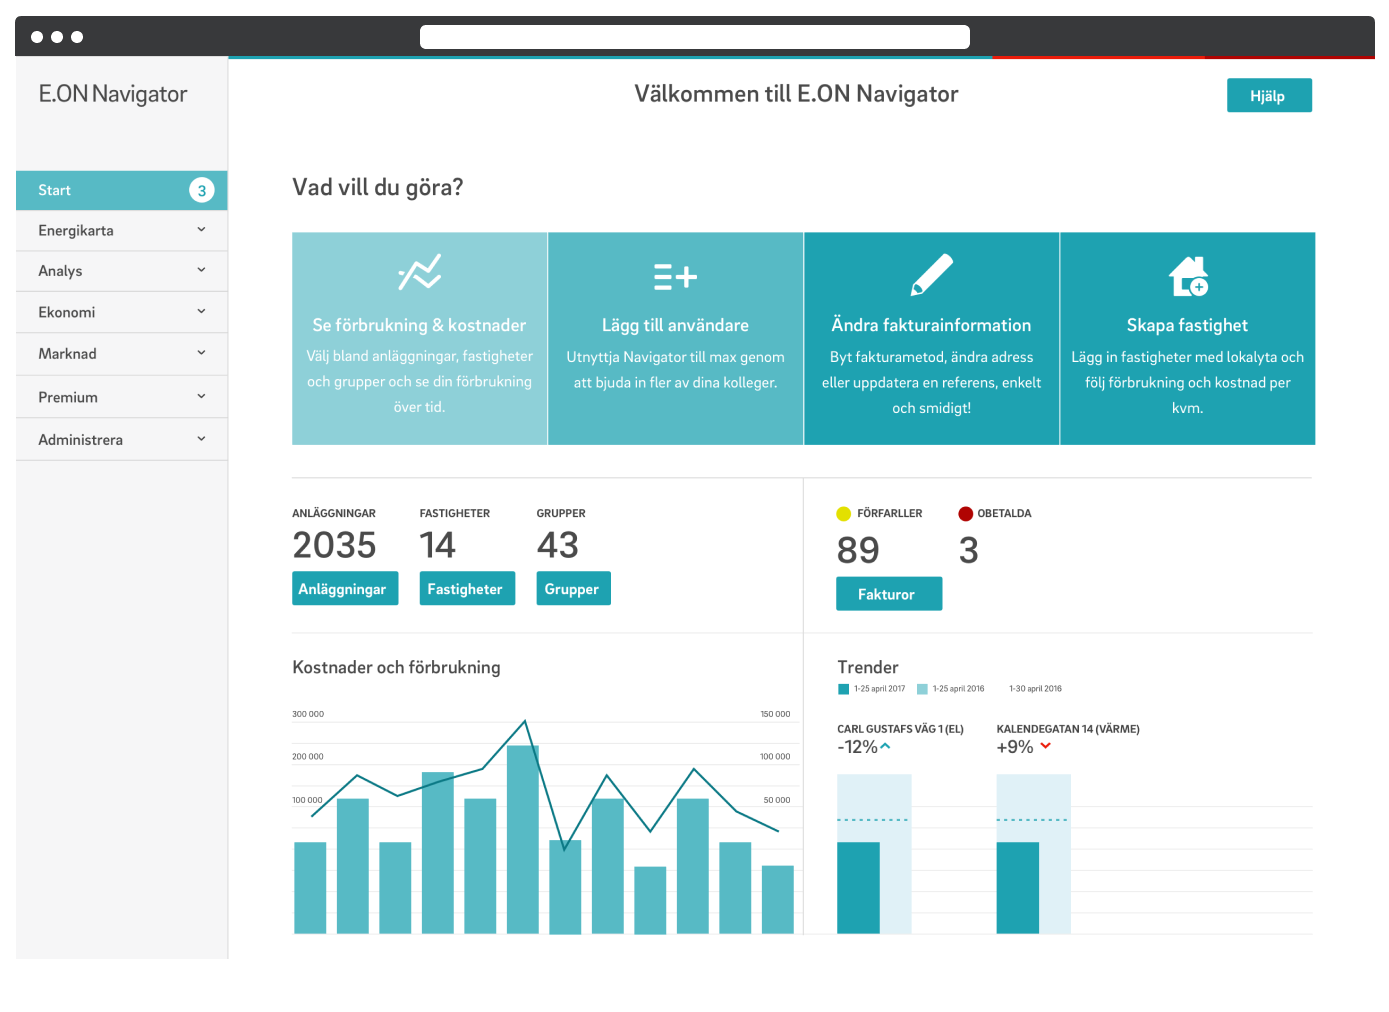 E.ON Navigator
Välkommen till E.ON Navigator
Hjälp
Start 3
Energikarta
Analys
Ekonomi
Marknad
Premium
Administrera
Vad vill du göra?
Se förbrukning & kostnader
Välj bland anläggningar, fastigheter
och grupper och se din förbrukning
över tid.
Lägg till användare
Utnyttja Navigator till max genom
att bjuda in fler av dina kolleger.
Ändra fakturainformation
Byt fakturametod, ändra adress
eller uppdatera en referens, enkelt
och smidigt!
Skapa fastighet
Lägg in fastigheter med lokalyta och
följ förbrukning och kostnad per
kvm.
ANLÄGGNINGAR
2035
Anläggningar
FASTIGHETER
14
Fastigheter
GRUPPER
43
Grupper
FÖRFARLLER
89
Fakturor
OBETALDA
3
Kostnader och förbrukning
300 000
200 000
100 000
150 000
100 000
50 000
Trender
1-25 april 2017
1-25 april 2016
1-30 april 2016
CARL GUSTAFS VÄG 1 (EL)
-12%
KALENDEGATAN 14 (VÄRME)
+9%